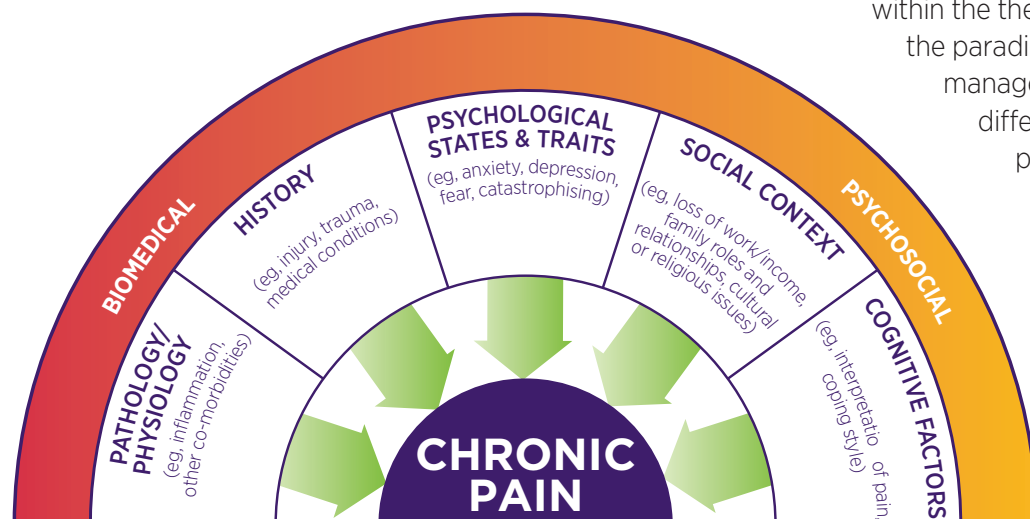 within the the
the paradi
manage
diffe
p
BIOMEDICAL
PSYCHOSOCIAL
PATHOLOGY/
PHYSIOLOGY
(eg, inflammation,
other co-morbidities)
HISTORY
(eg, injury, trauma,
medical conditions)
PSYCHOLOGICAL
STATES & TRAITS
(eg, anxiety, depression,
fear, catastrophising)
SOCIAL CONTEXT
(eg, loss of work/income,
family roles and
relationships, cultural
or religious issues)
COGNITIVE FACTORS
(eg, interpretatio of pain,
coping style)
CHRONIC
PAIN